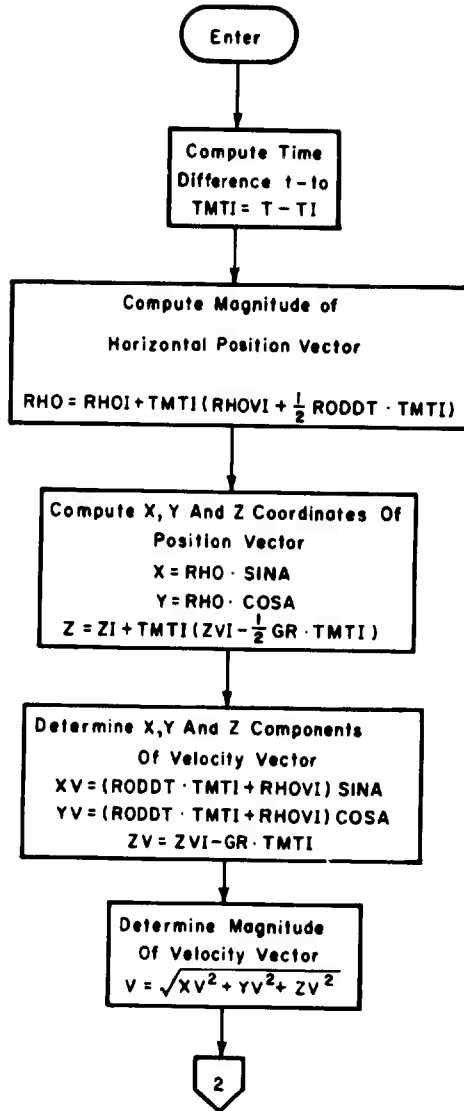 Enter
Compute Time
Difference t-to
TMTI = T - TI
Compute Magnitude of
Horizontal Position Vector
RHO = RHOI + TMTI (RHOVI + 1/2 RODDT · TMTI)
Compute X, Y And Z Coordinates Of
Position Vector
X = RHO · SINA
Y = RHO · COSA
Z = ZI + TMTI (ZVI - 1/2 GR · TMTI)
Determine X, Y And Z Components
Of Velocity Vector
XV = (RODDT · TMTI + RHOVI) SINA
YV = (RODDT · TMTI + RHOVI) COSA
ZV = ZVI - GR · TMTI
Determine Magnitude
Of Velocity Vector
V = √XV² + YV² + ZV²
2